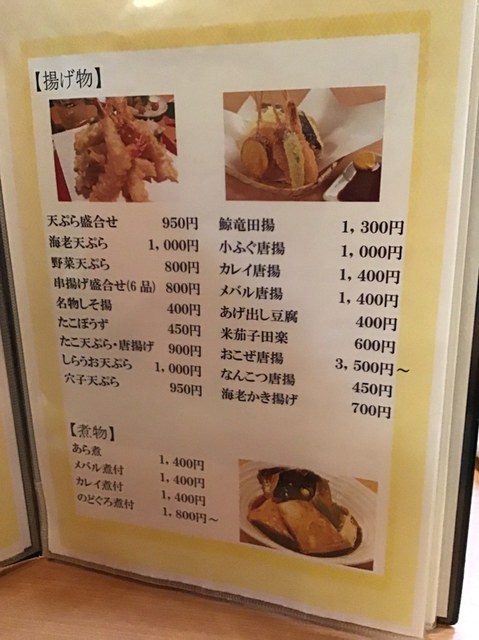 【揚げ物】
天ぷら盛合せ 950円
海老天ぷら 1,000円
野菜天ぷら 800円
串揚げ盛合せ(6品) 800円
名物しそ揚 400円
たこぼうず 450円
たこ天ぷら・唐揚げ 900円
しらうお天ぷら 1,000円
穴子天ぷら 950円
鯨竜田揚 1,300円
小ふぐ唐揚 1,000円
カレイ唐揚 1,400円
メバル唐揚 1,400円
あげ出し豆腐 400円
米茄子田楽 600円
おこぜ唐揚 3,500円～
なんこつ唐揚 450円
海老かき揚げ 700円
【煮物】
あら煮 1,400円
メバル煮付 1,400円
カレイ煮付 1,400円
のどぐろ煮付 1,800円～